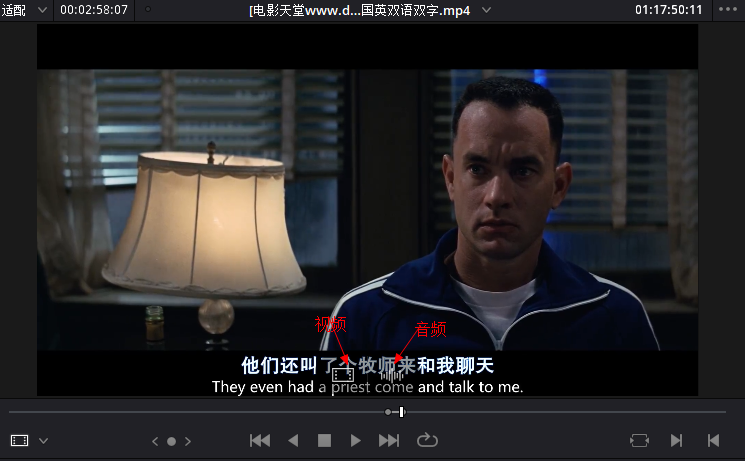 适配 00:02:58:07 [电影天堂www.d...国英双语双字.mp4 01:17:50:11
视频 音频
他们还叫了个牧师来和我聊天
They even had a priest come and talk to me.